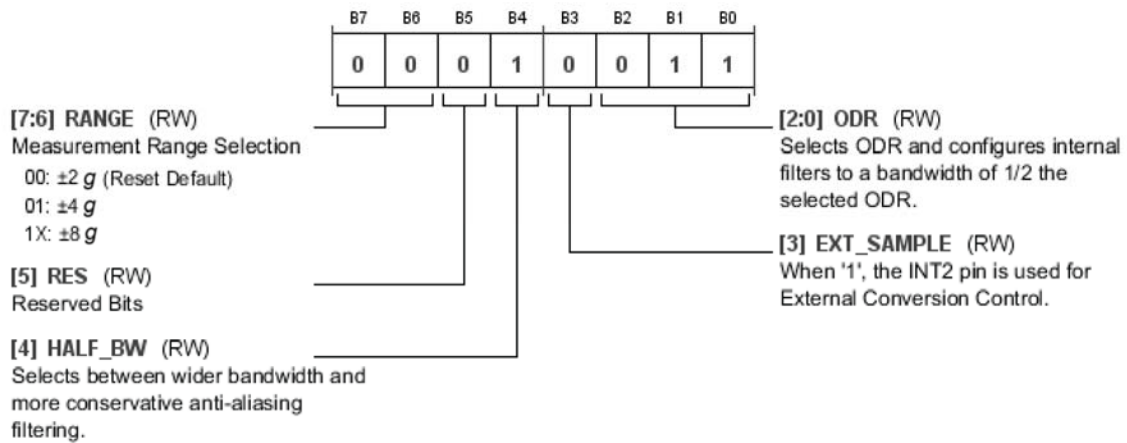 B7 B6 B5 B4 B3 B2 B1 B0
0 0 0 1 0 0 1 1
[7:6] RANGE (RW)
Measurement Range Selection
00: ±2 g (Reset Default)
01: ±4 g
1X: ±8 g
[5] RES (RW)
Reserved Bits
[4] HALF_BW (RW)
Selects between wider bandwidth and
more conservative anti-aliasing
filtering.
[2:0] ODR (RW)
Selects ODR and configures internal
filters to a bandwidth of 1/2 the
selected ODR.
[3] EXT_SAMPLE (RW)
When '1', the INT2 pin is used for
External Conversion Control.